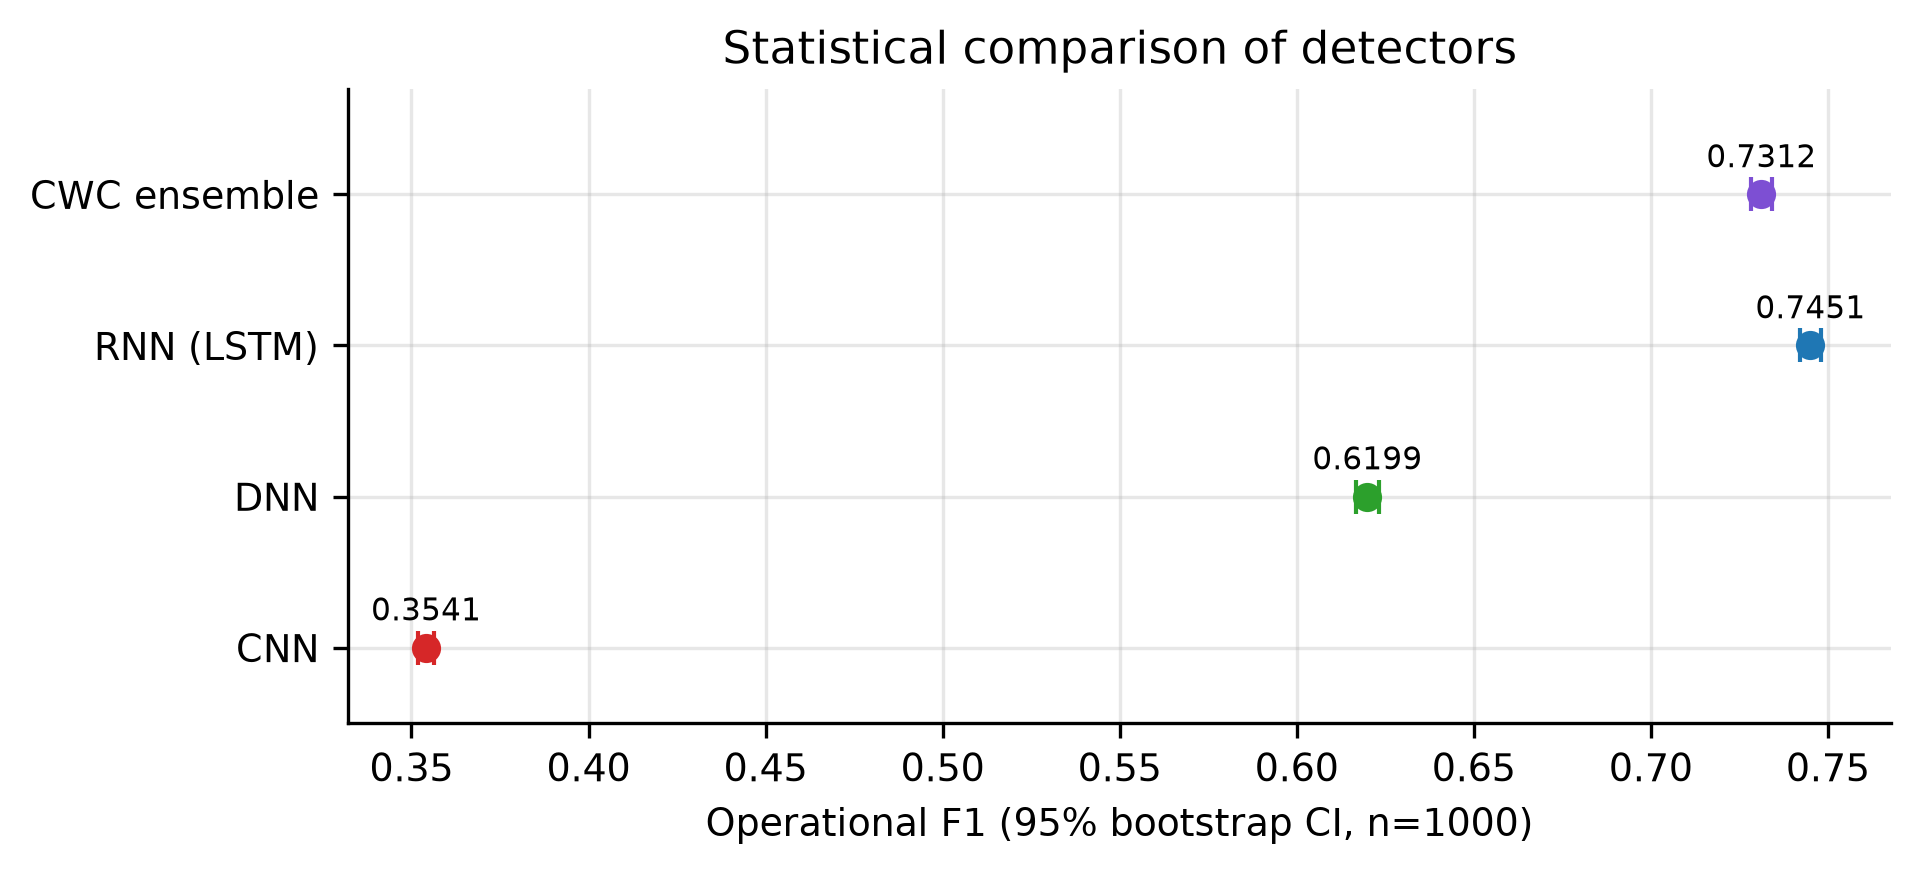 Statistical comparison of detectors
CWC ensemble
0.7312
RNN (LSTM)
0.7451
DNN
0.6199
CNN
0.3541
0.35 0.40 0.45 0.50 0.55 0.60 0.65 0.70 0.75
Operational F1 (95% bootstrap CI, n=1000)